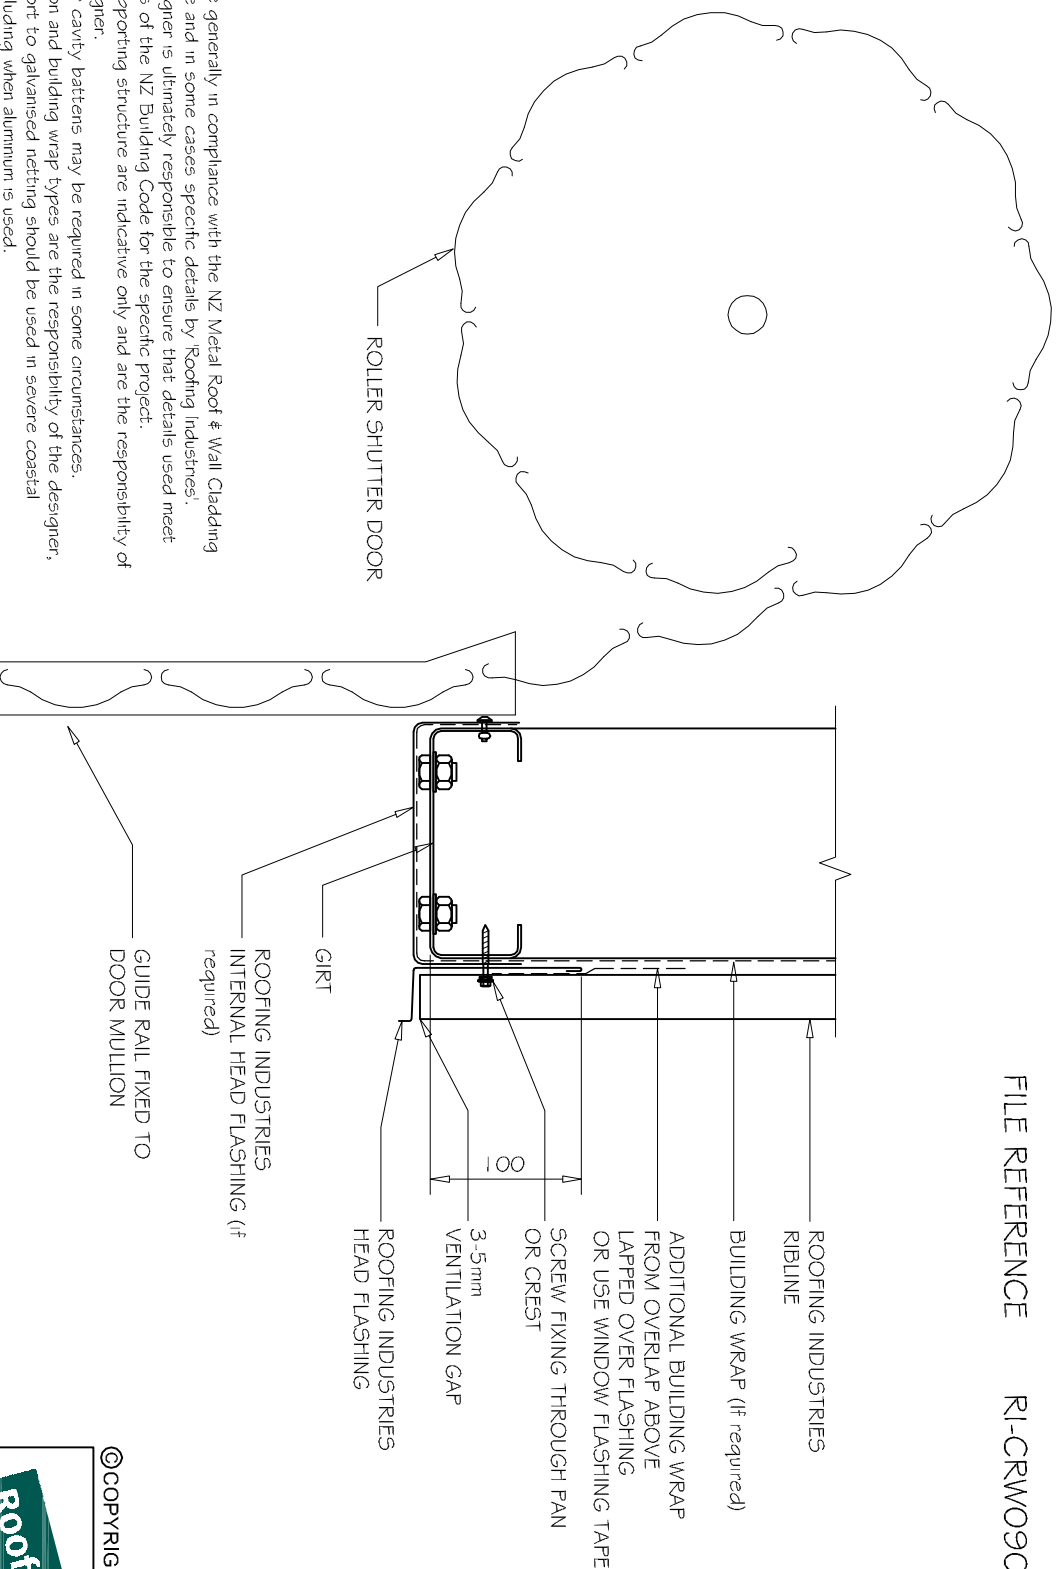 FILE REFERENCE RI-CRW09
ROOFING INDUSTRIES
RIBLINE
BUILDING WRAP (If required)
ADDITIONAL BUILDING WRAP
FROM OVERLAP ABOVE
LAPPED OVER FLASHING
OR USE WINDOW FLASHING TAPE
SCREW FIXING THROUGH PAN
OR CREST
100
3-5mm
VENTILATION GAP
ROOFING INDUSTRIES
HEAD FLASHING
ROLLER SHUTTER DOOR
GIRT
ROOFING INDUSTRIES
INTERNAL HEAD FLASHING (if
required)
GUIDE RAIL FIXED TO
DOOR MULLION
generally in compliance with the NZ Metal Roof & Wall Cladding
and in some cases specific details by 'Roofing Industries'.
gner is ultimately responsible to ensure that details used meet
s of the NZ Building Code for the specific project.
pporting structure are indicative only and are the responsibility of
gner.
cavity battens may be required in some circumstances.
on and building wrap types are the responsibility of the designer,
ort to galvanised netting should be used in severe coastal
luding when aluminium is used.
©COPYRIG
Roof